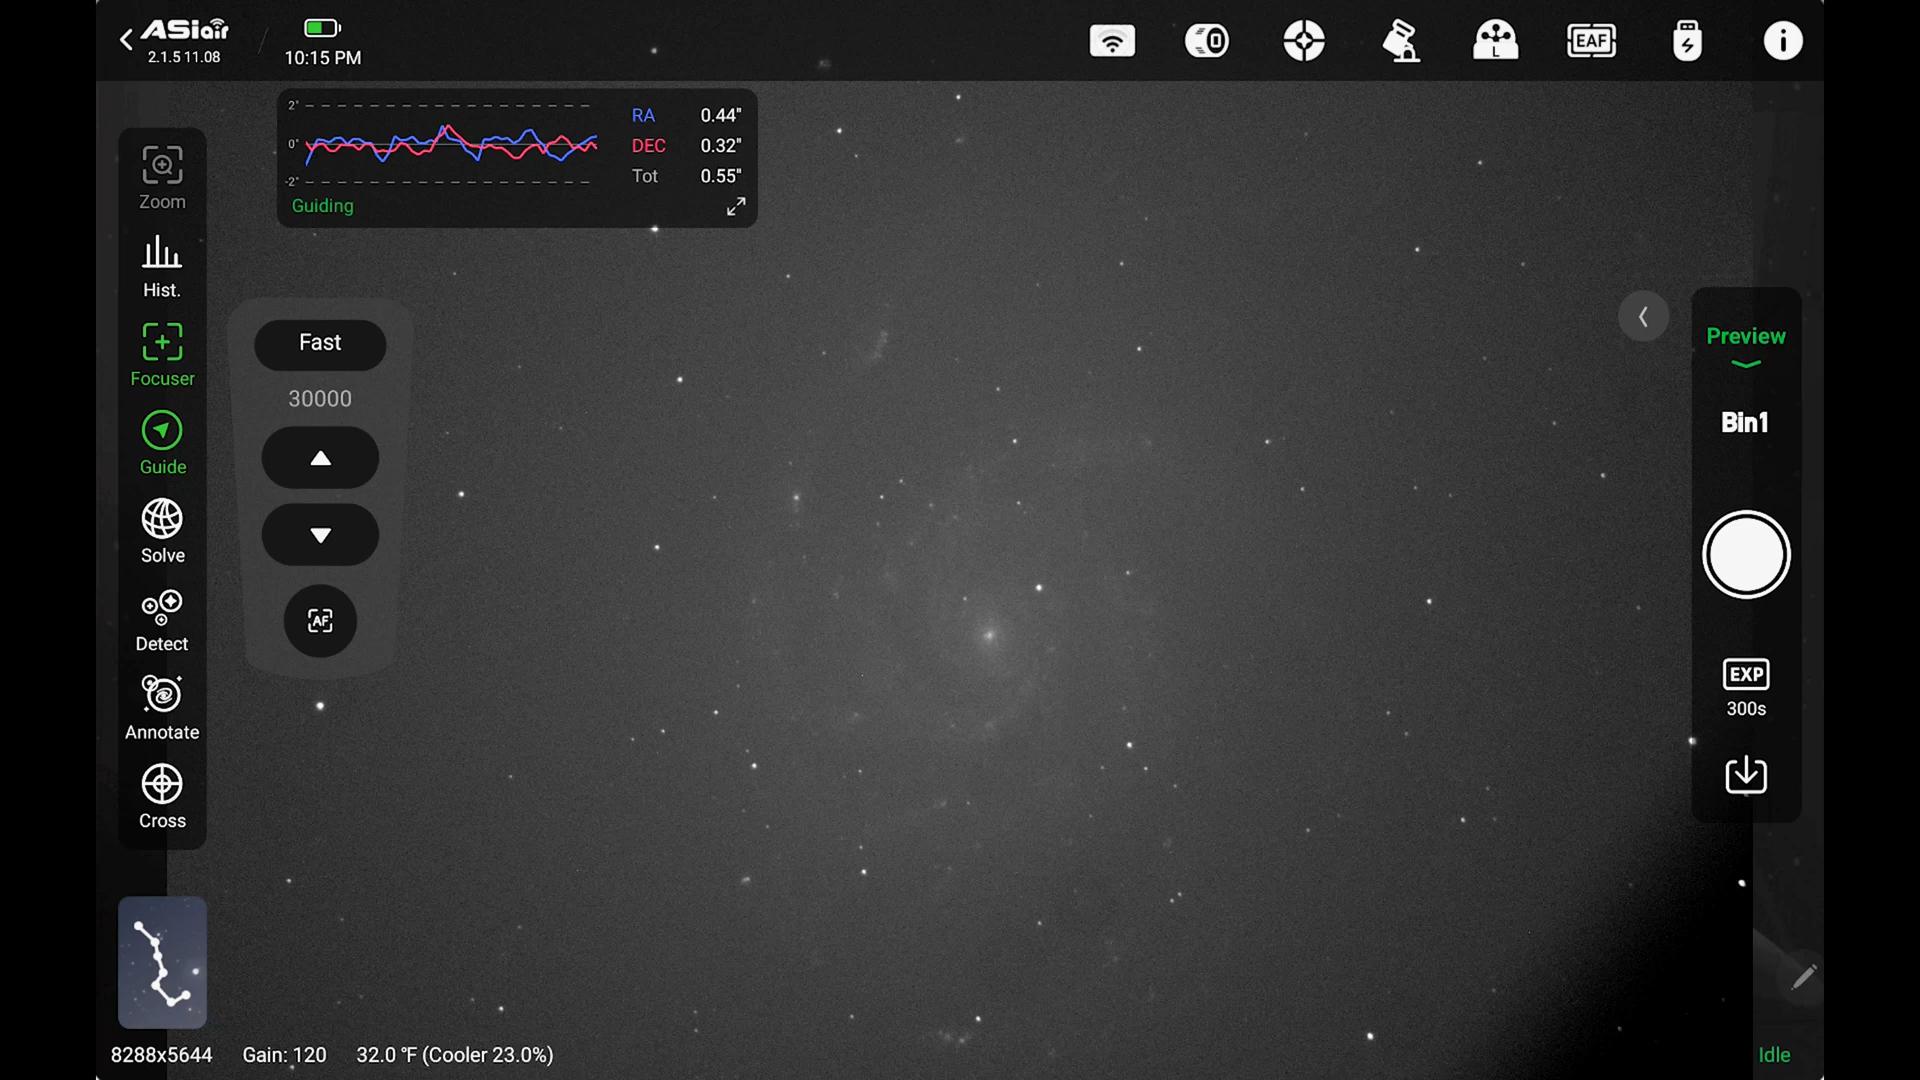 ASiair
2.1.5 11.08
10:15 PM
L
EAF
i
2"
0"
-2"
RA 0.44"
DEC 0.32"
Tot 0.55"
Guiding
Zoom
Hist.
Focuser
Guide
Solve
Detect
Annotate
Cross
Fast
30000
AF
Preview
Bin1
EXP
300s
8288x5644 Gain: 120 32.0 °F (Cooler 23.0%)
Idle